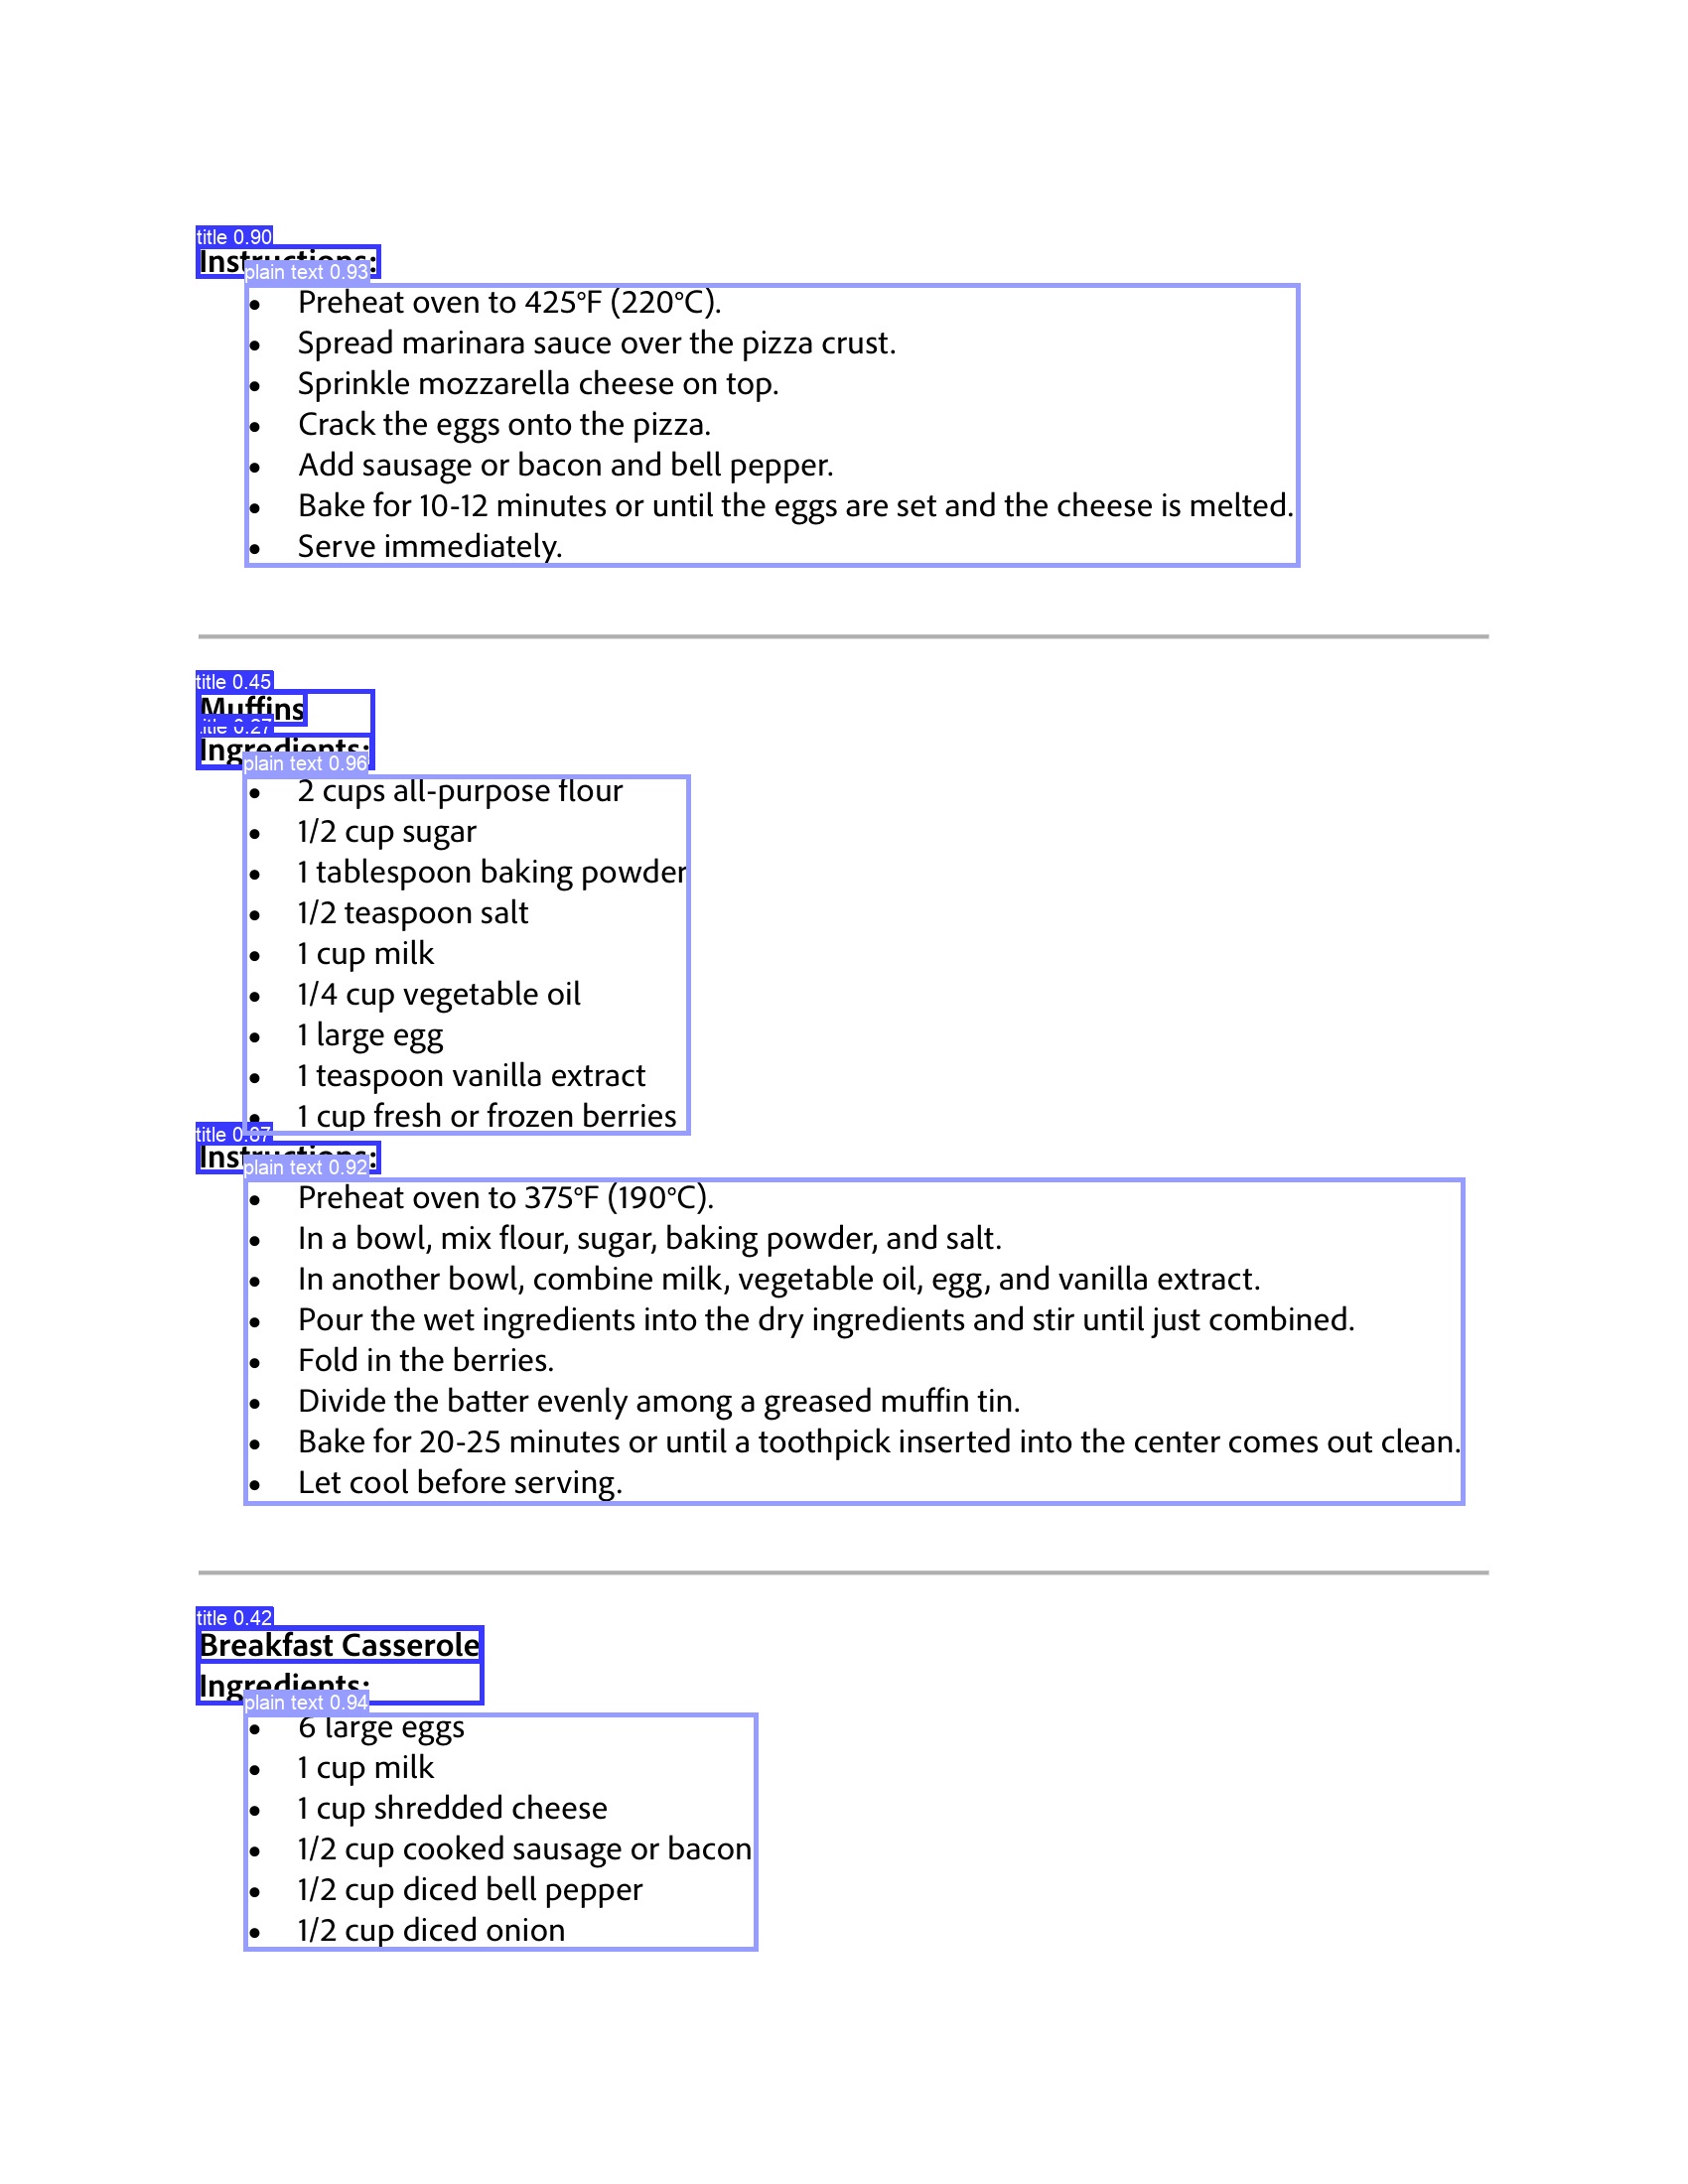 title 0.90
Instructions:
plain text 0.93
• Preheat oven to 425°F (220°C).
• Spread marinara sauce over the pizza crust.
• Sprinkle mozzarella cheese on top.
• Crack the eggs onto the pizza.
• Add sausage or bacon and bell pepper.
• Bake for 10-12 minutes or until the eggs are set and the cheese is melted.
• Serve immediately.
title 0.45
Muffins
title 0.27
Ingredients:
plain text 0.96
• 2 cups all-purpose flour
• 1/2 cup sugar
• 1 tablespoon baking powder
• 1/2 teaspoon salt
• 1 cup milk
• 1/4 cup vegetable oil
• 1 large egg
• 1 teaspoon vanilla extract
• 1 cup fresh or frozen berries
title 0.87
Instructions:
plain text 0.92
• Preheat oven to 375°F (190°C).
• In a bowl, mix flour, sugar, baking powder, and salt.
• In another bowl, combine milk, vegetable oil, egg, and vanilla extract.
• Pour the wet ingredients into the dry ingredients and stir until just combined.
• Fold in the berries.
• Divide the batter evenly among a greased muffin tin.
• Bake for 20-25 minutes or until a toothpick inserted into the center comes out clean.
• Let cool before serving.
title 0.42
Breakfast Casserole
Ingredients:
plain text 0.94
• 6 large eggs
• 1 cup milk
• 1 cup shredded cheese
• 1/2 cup cooked sausage or bacon
• 1/2 cup diced bell pepper
• 1/2 cup diced onion